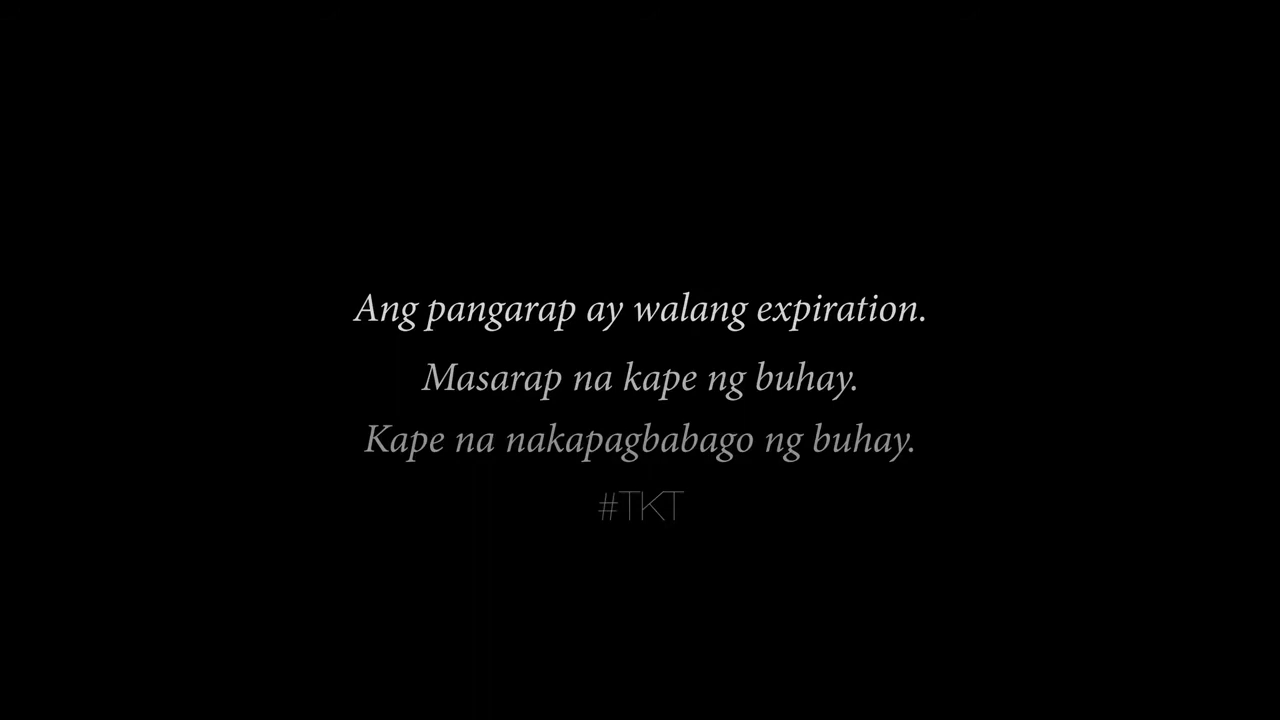 Ang pangarap ay walang expiration.
Masarap na kape ng buhay.
Kape na nakapagbabago ng buhay.
#TKT